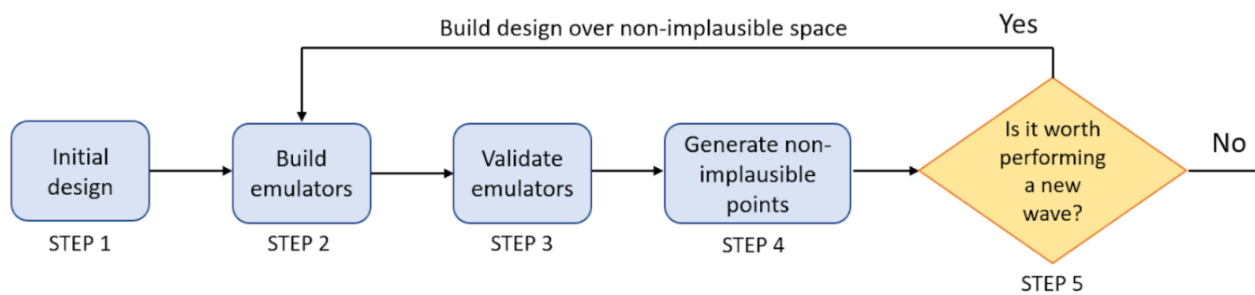 Build design over non-implausible space
Yes
Initial
design
STEP 1
Build
emulators
STEP 2
Validate
emulators
STEP 3
Generate non-
implausible
points
STEP 4
Is it worth
performing
a new
wave?
STEP 5
No